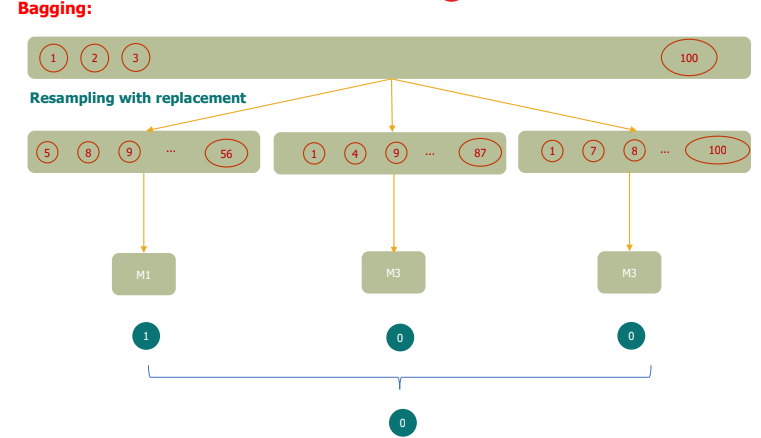 Bagging:
1 2 3 100
Resampling with replacement
5 8 9 ... 56 1 4 9 ... 87 1 7 8 ... 100
M1 M3 M3
1 0 0
0